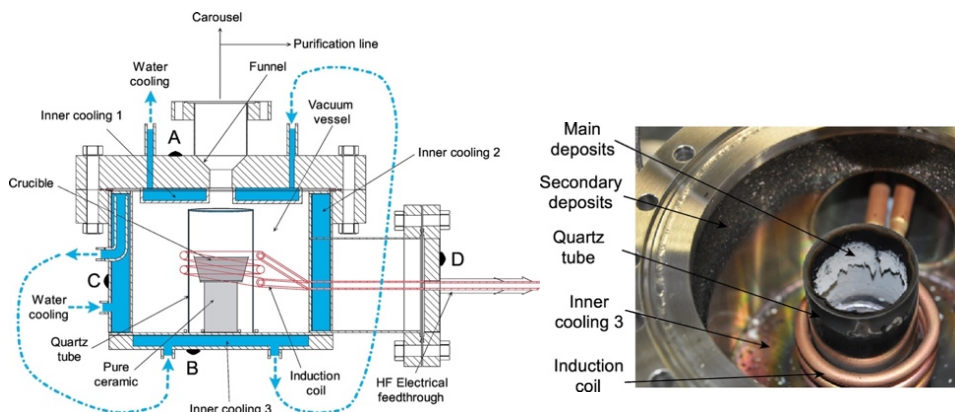 Carousel
Purification line
Water
cooling
Funnel
Inner cooling 1
A
Vacuum
vessel
Inner cooling 2
Crucible
C
D
Water
cooling
Quartz
tube
B
Pure
ceramic
Induction
coil
HF Electrical
feedthrough
Inner cooling 3
Main
deposits
Secondary
deposits
Quartz
tube
Inner
cooling 3
Induction
coil